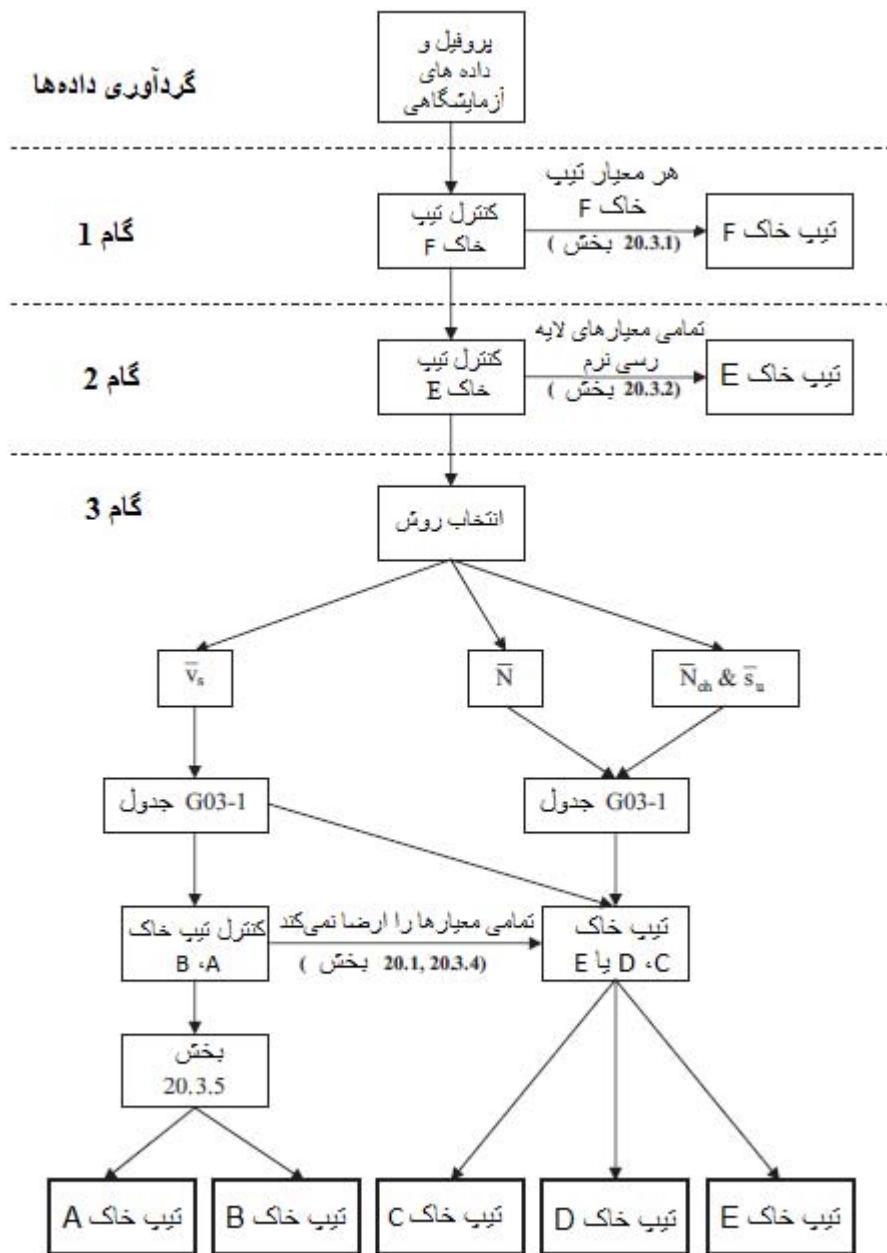 پروفیل و
داده های
آزمایشگاهی
گردآوری داده‌ها
گام 1
کنترل تیپ
خاک F
هر معیار تیپ
خاک F
( بخش 20.3.1)
تیپ خاک F
گام 2
کنترل تیپ
خاک E
تمامی معیارهای لایه
رسی نرم
( بخش 20.3.2)
تیپ خاک E
گام 3
انتخاب روش
v̄s
N̄
N̄ch & s̄u
جدول G03-1
جدول G03-1
کنترل تیپ خاک
B ،A
تمامی معیارها را ارضا نمی‌کند
( بخش 20.1, 20.3.4)
تیپ خاک
D ،C یا E
بخش
20.3.5
تیپ خاک A
تیپ خاک B
تیپ خاک C
تیپ خاک D
تیپ خاک E